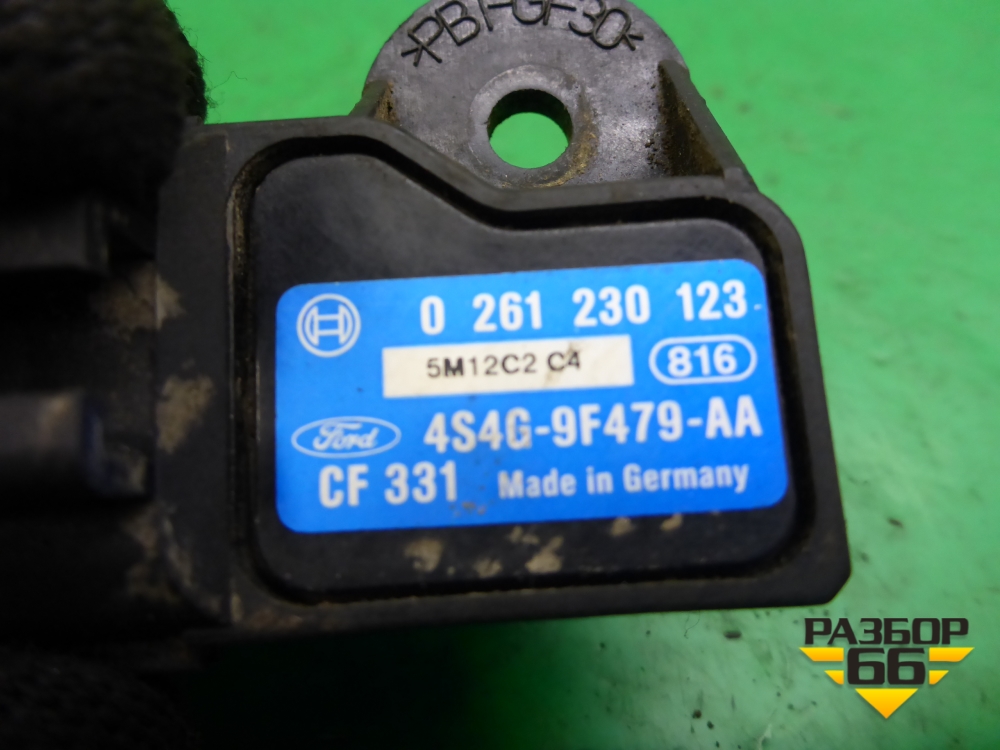 *PBT-GF30*
0 261 230 123
5M12C2 C4
816
Ford
4S4G-9F479-AA
CF 331 Made in Germany
РАЗБОР
66